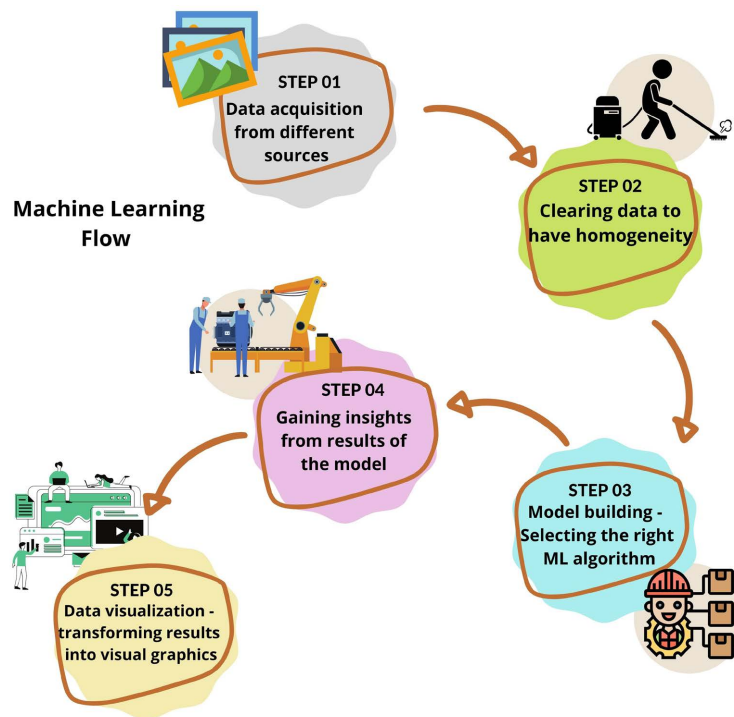 STEP 01
Data acquisition
from different
sources
STEP 02
Clearing data to
have homogeneity
Machine Learning
Flow
STEP 04
Gaining insights
from results of
the model
STEP 03
Model building -
Selecting the right
ML algorithm
STEP 05
Data visualization -
transforming results
into visual graphics